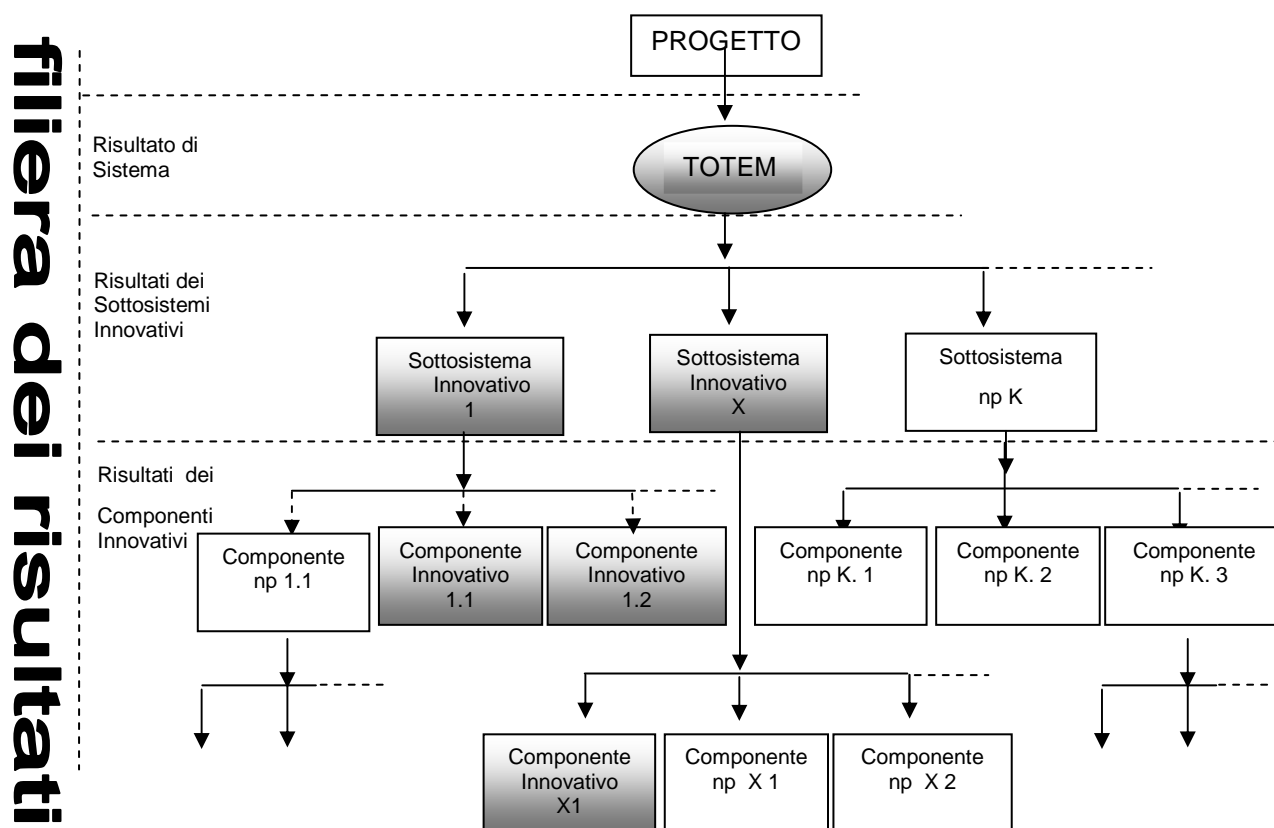 filiera dei risultati
PROGETTO
Risultato di
Sistema
TOTEM
Risultati dei
Sottosistemi
Innovativi
Sottosistema
Innovativo
1
Sottosistema
Innovativo
X
Sottosistema
np K
Risultati dei
Componenti
Innovativi
Componente
np 1.1
Componente
Innovativo
1.1
Componente
Innovativo
1.2
Componente
np K. 1
Componente
np K. 2
Componente
np K. 3
Componente
Innovativo
X1
Componente
np X 1
Componente
np X 2